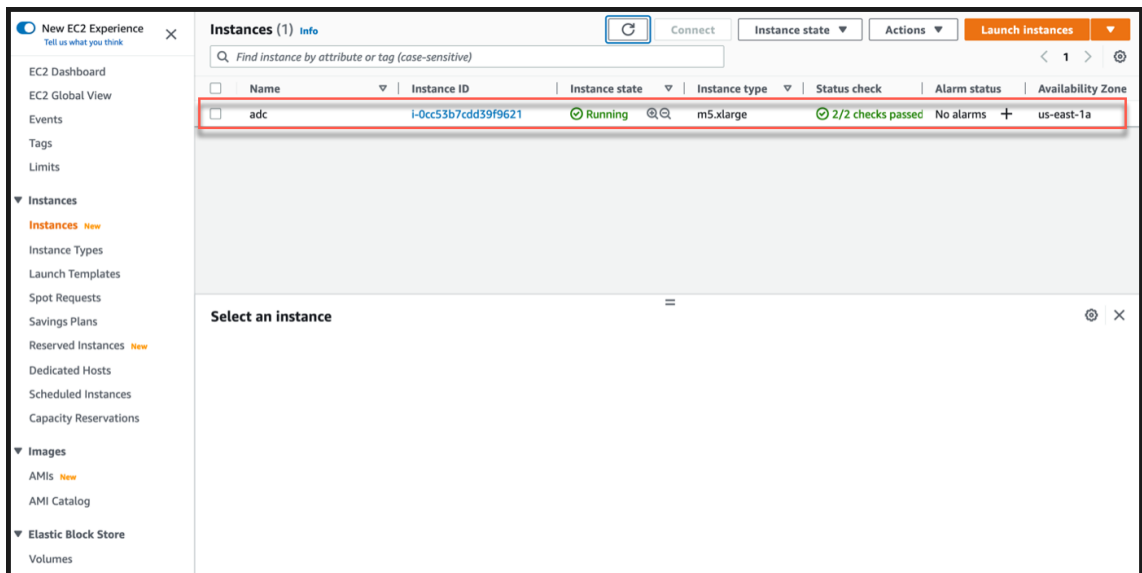 New EC2 Experience
Tell us what you think
EC2 Dashboard
EC2 Global View
Events
Tags
Limits
Instances
Instances New
Instance Types
Launch Templates
Spot Requests
Savings Plans
Reserved Instances New
Dedicated Hosts
Scheduled Instances
Capacity Reservations
Images
AMIs New
AMI Catalog
Elastic Block Store
Volumes
Instances (1) Info
Connect
Instance state
Actions
Launch instances
Find instance by attribute or tag (case-sensitive)
1
Name Instance ID Instance state Instance type Status check Alarm status Availability Zone
adc i-0cc53b7cdd39f9621 Running m5.xlarge 2/2 checks passed No alarms + us-east-1a
Select an instance